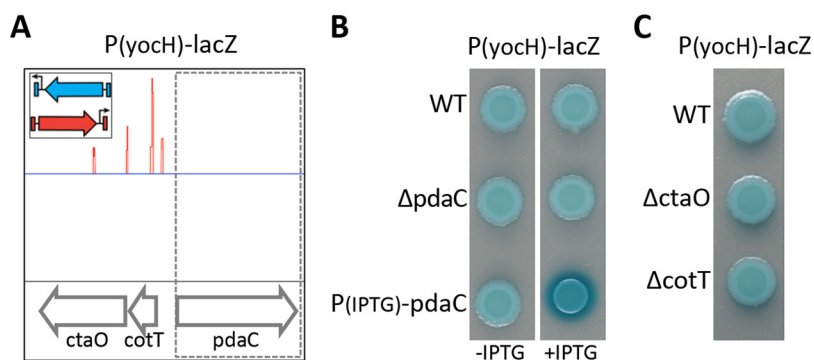 A
P(yocH)-lacZ
ctaO
cotT
pdaC
B
P(yocH)-lacZ
WT
ΔpdaC
P(IPTG)-pdaC
-IPTG
+IPTG
C
P(yocH)-lacZ
WT
ΔctaO
ΔcotT